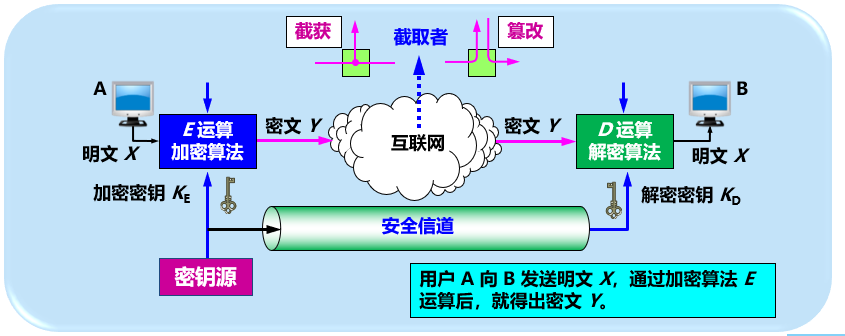 截获
截取者
篡改
A
B
E 运算
加密算法
密文 Y
互联网
密文 Y
D 运算
解密算法
明文 X
明文 X
加密密钥 KE
解密密钥 KD
安全信道
密钥源
用户 A 向 B 发送明文 X，通过加密算法 E
运算后，就得出密文 Y。